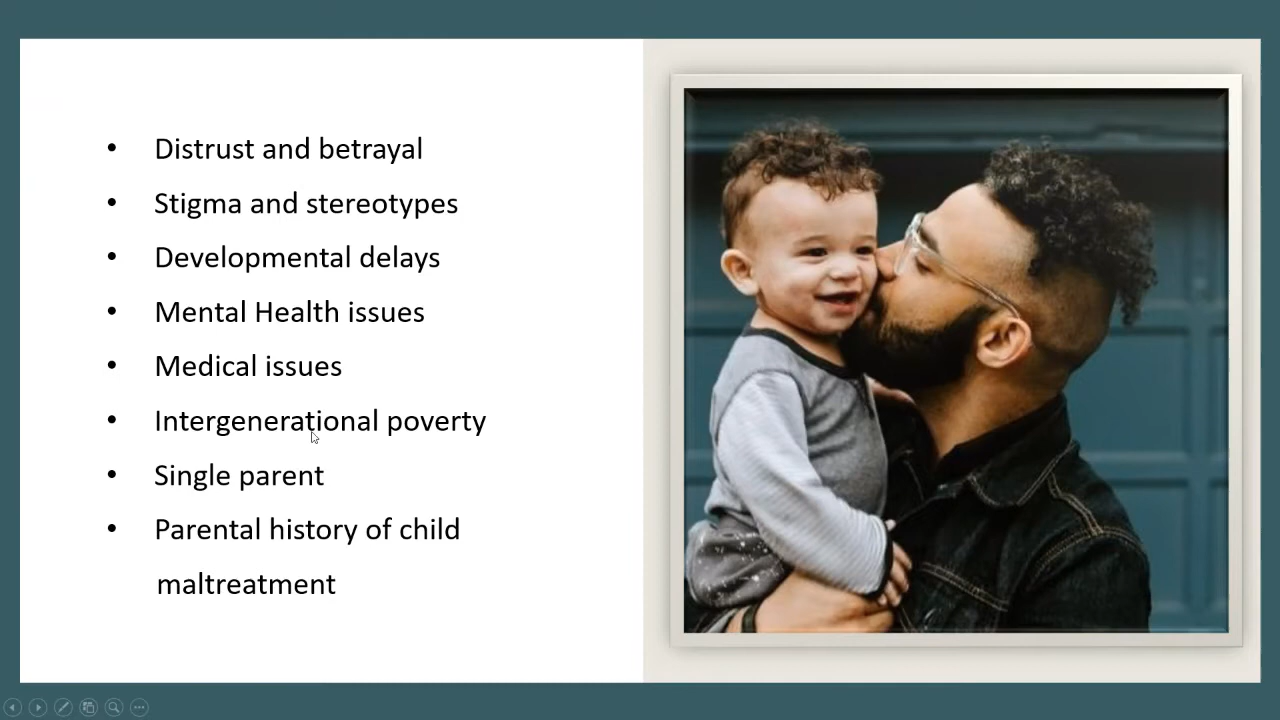 • Distrust and betrayal
• Stigma and stereotypes
• Developmental delays
• Mental Health issues
• Medical issues
• Intergenerational poverty
• Single parent
• Parental history of child
maltreatment